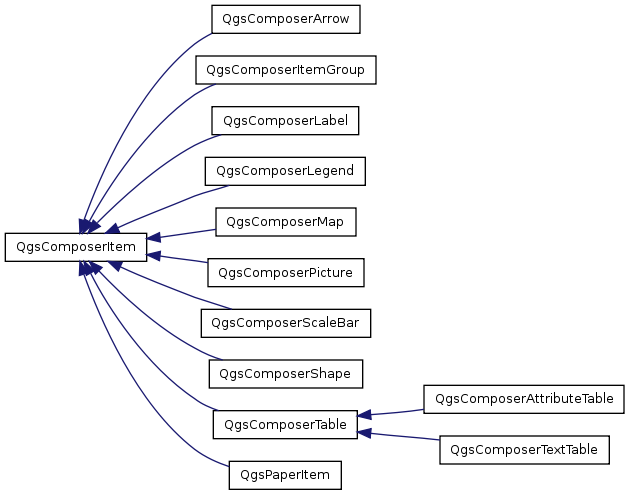 QgsComposerArrow
QgsComposerItemGroup
QgsComposerLabel
QgsComposerLegend
QgsComposerMap
QgsComposerItem
QgsComposerPicture
QgsComposerScaleBar
QgsComposerShape
QgsComposerAttributeTable
QgsComposerTable
QgsComposerTextTable
QgsPaperItem